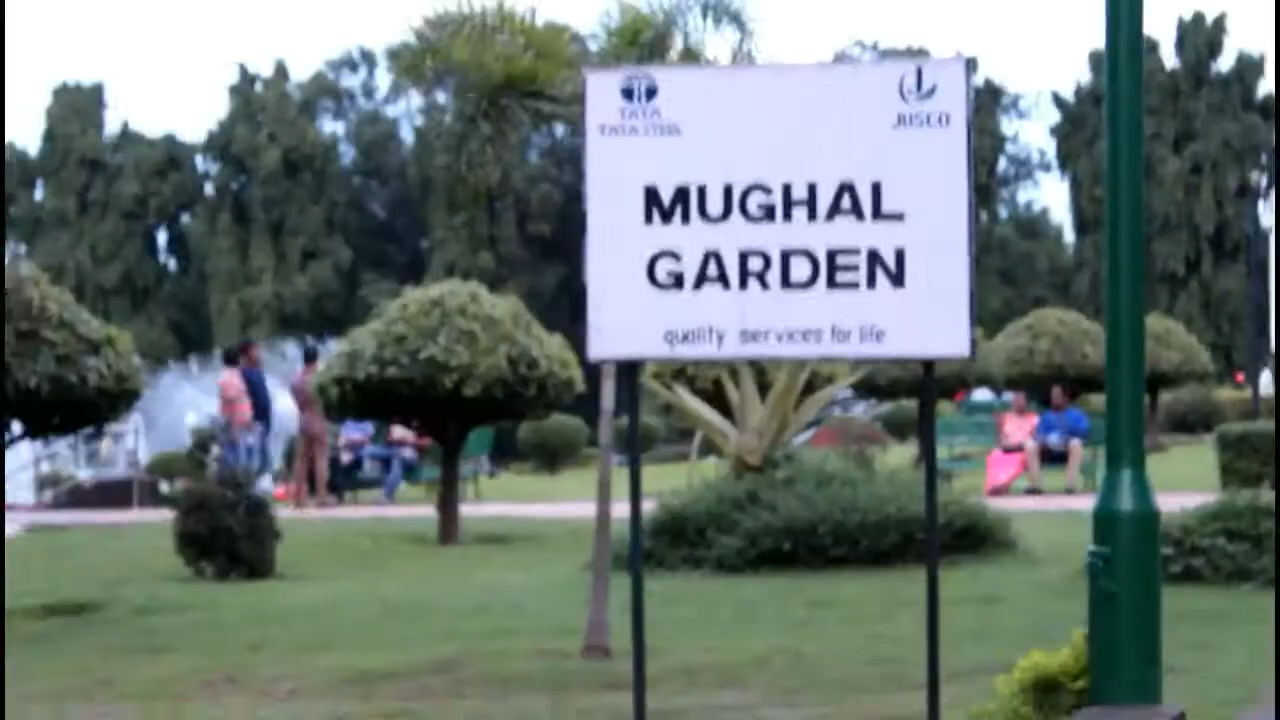 TATA
TATA STEEL
JUSCO
MUGHAL
GARDEN
quality services for life